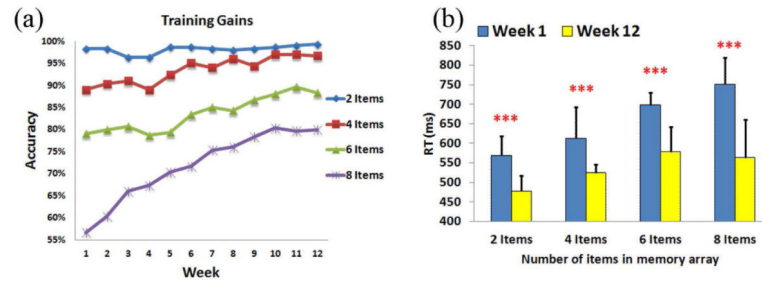 (a)
Training Gains
100%
95%
90%
85%
80%
75%
70%
65%
60%
55%
Accuracy
1 2 3 4 5 6 7 8 9 10 11 12
Week
2 Items
4 Items
6 Items
8 Items
(b)
Week 1 Week 12
850
800
750
700
650
600
550
500
450
400
RT (ms)
***
***
***
***
2 Items 4 Items 6 Items 8 Items
Number of items in memory array